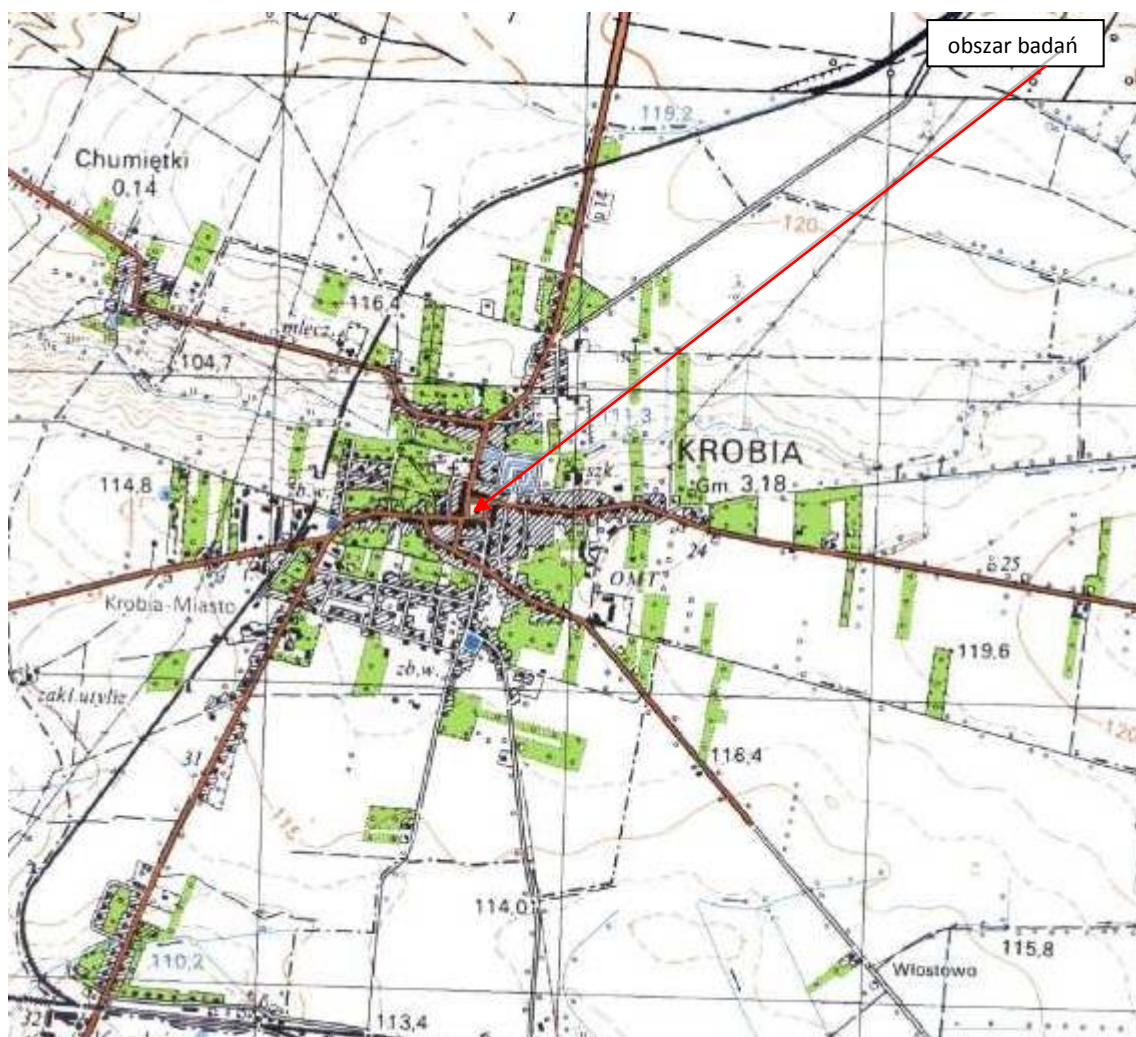 obszar badań
119,2
Chumiętki
0,14
p 14
120
116,4
mlecz.
104,7
111,3
KROBIA
Gm 3,18
szk.
114,8
zb.w.
24
25
OMT
Krobia-Miasto
119,6
zb.w.
zakł.utyliz
120
31
116,4
115
114,0
110,2
115,8
Włostowo
32
113,4